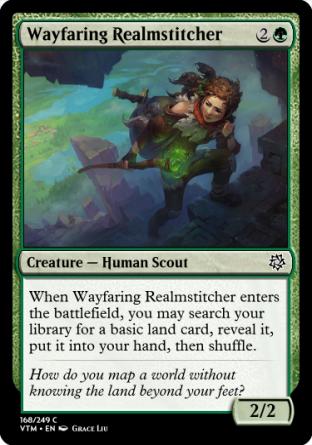 Wayfaring Realmstitcher 2
Creature — Human Scout
When Wayfaring Realmstitcher enters
the battlefield, you may search your
library for a basic land card, reveal it,
put it into your hand, then shuffle.
How do you map a world without
knowing the land beyond your feet?
2/2
168/249 C
VTM • EN Grace Liu